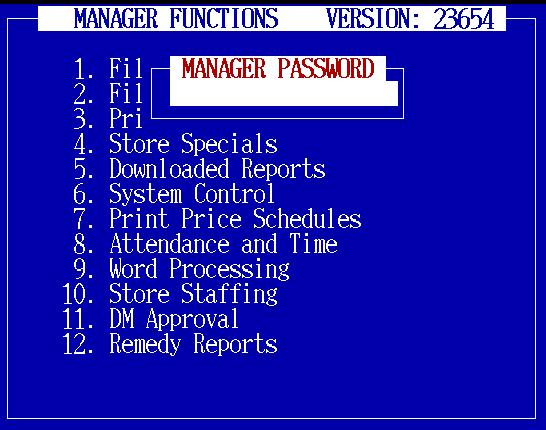 MANAGER FUNCTIONS VERSION: 23654
1. Fil
MANAGER PASSWORD
2. Fil
3. Pri
4. Store Specials
5. Downloaded Reports
6. System Control
7. Print Price Schedules
8. Attendance and Time
9. Word Processing
10. Store Staffing
11. DM Approval
12. Remedy Reports